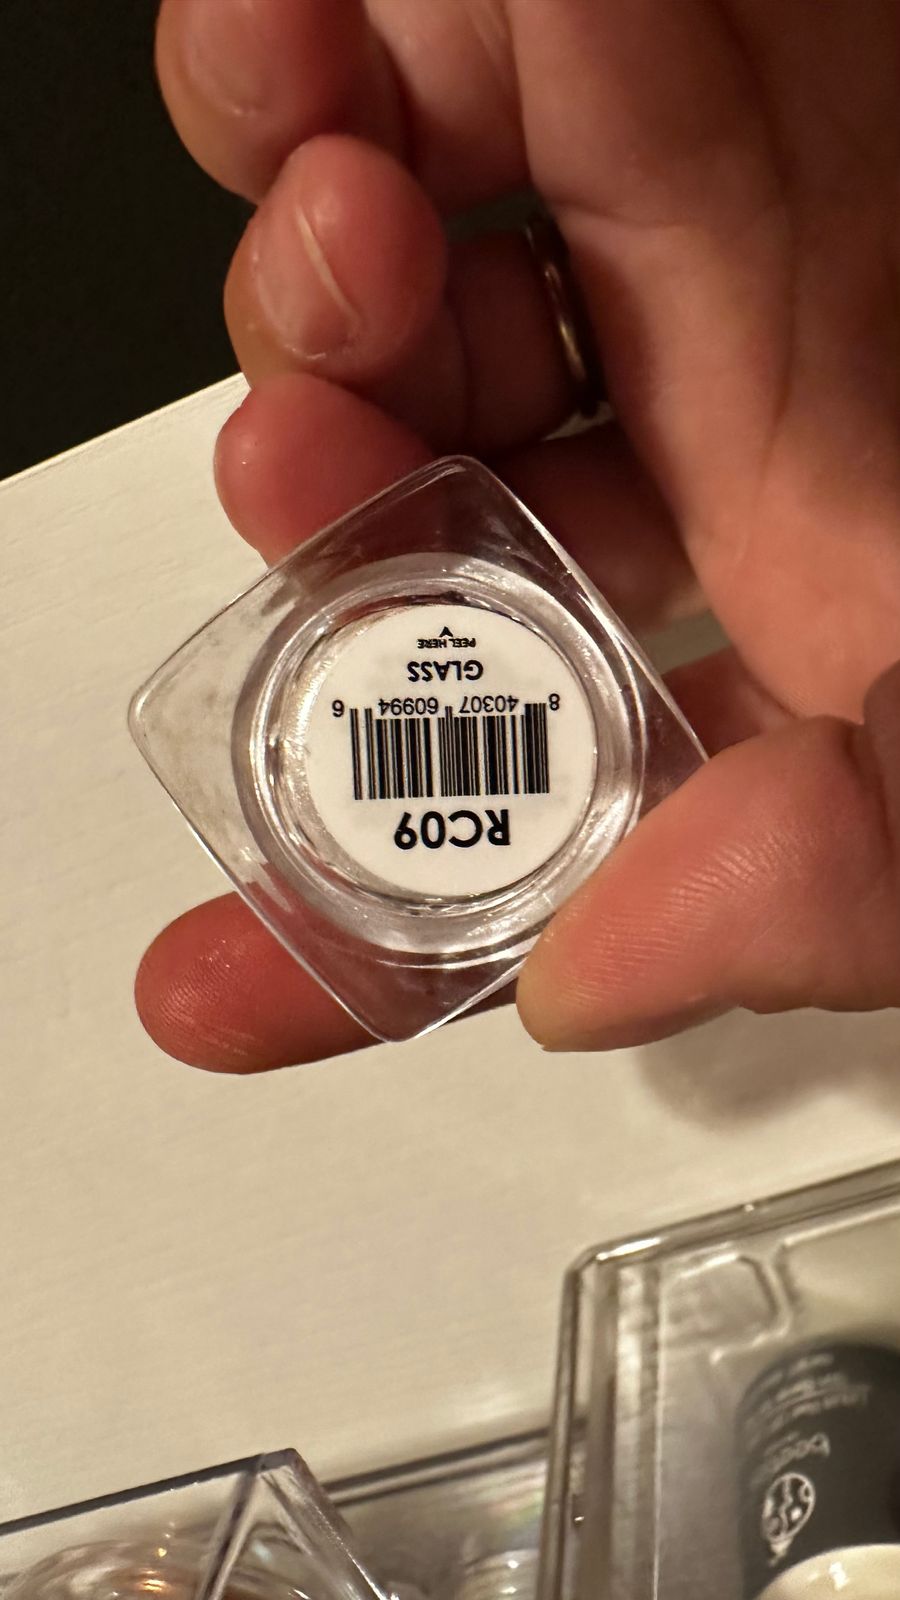 RC09
8 40307 60994 6
GLASS
PEEL HERE